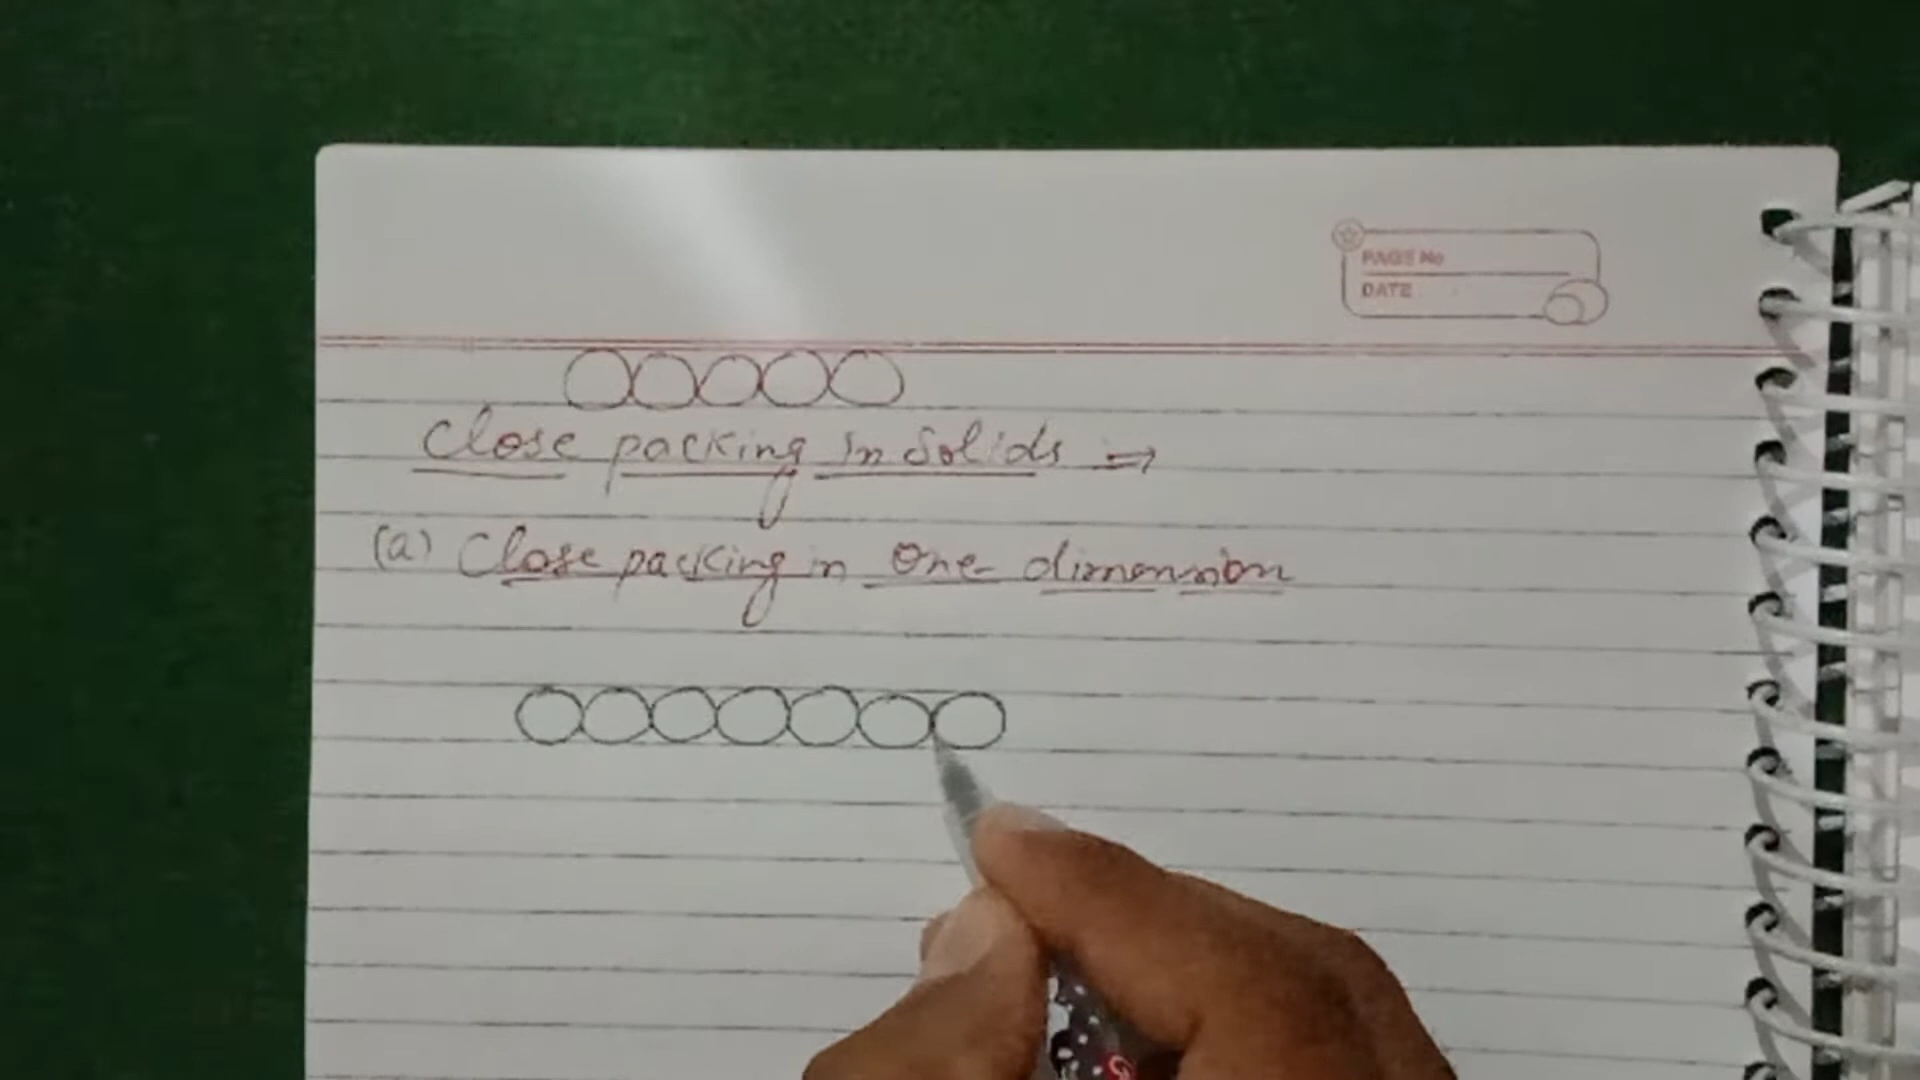 PAGE No
DATE
Close packing in Solids ⇒
(a) Close packing in One dimension